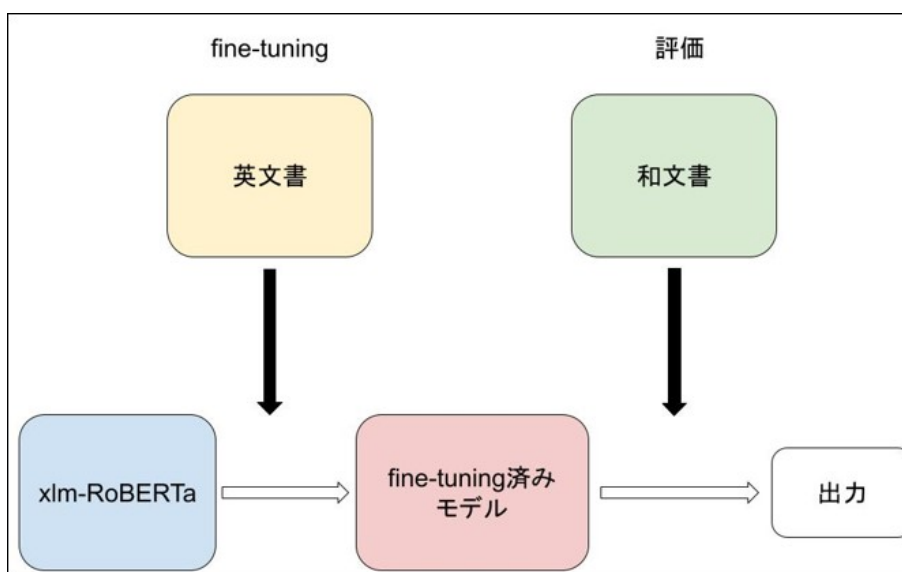 fine-tuning
評価
英文書
和文書
xlm-RoBERTa
fine-tuning済み
モデル
出力